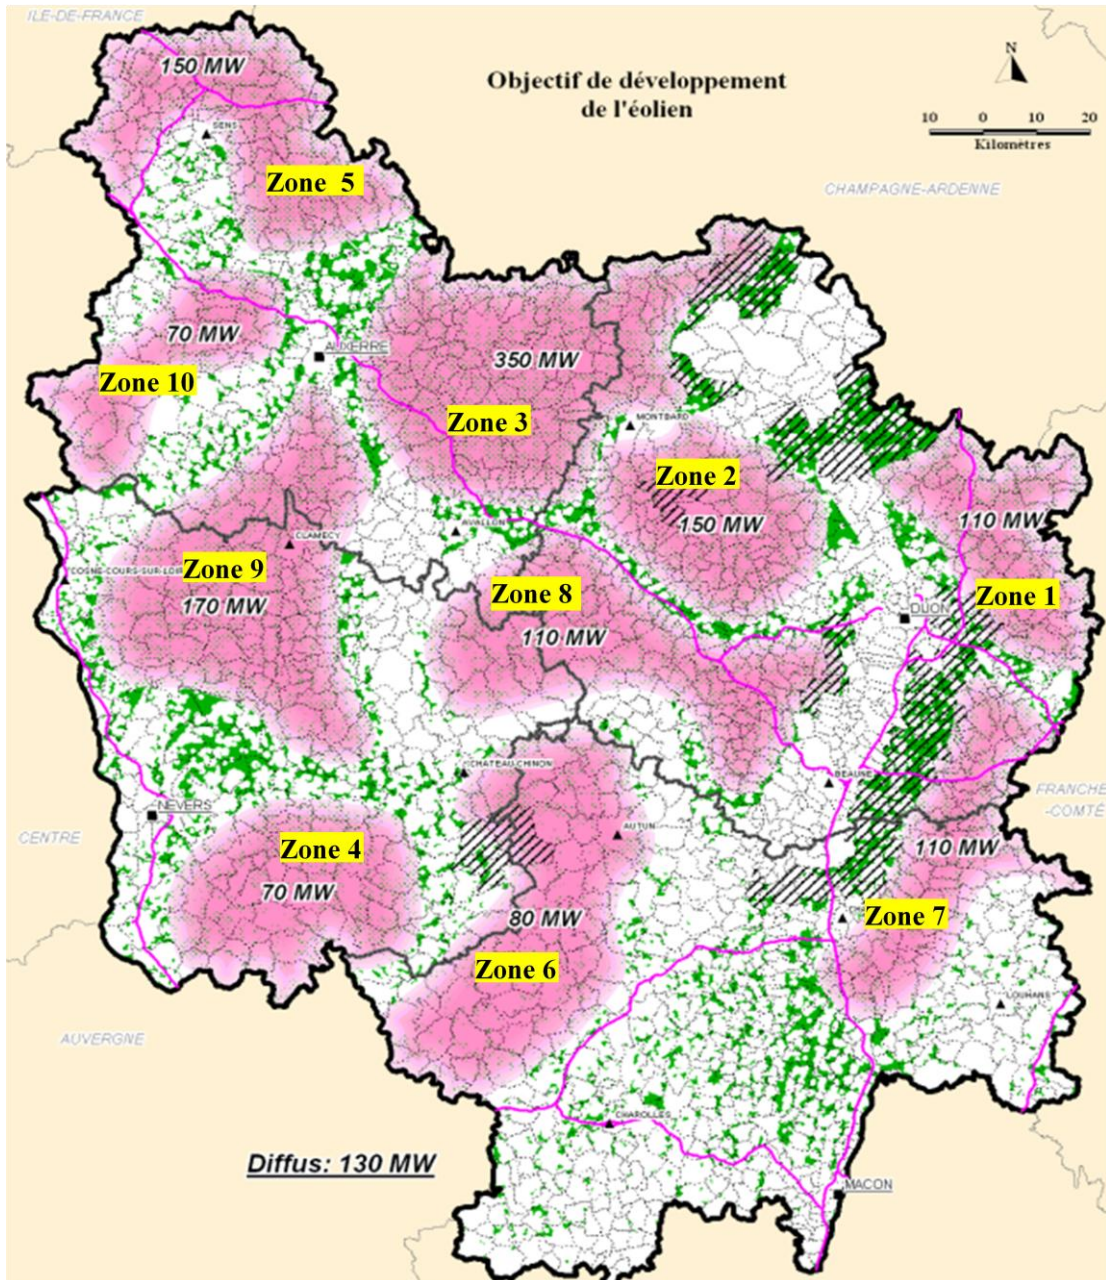 ILE-DE-FRANCE
150 MW
N
Objectif de développement
de l'éolien
10 0 10 20
Kilomètres
SENS
Zone 5
CHAMPAGNE-ARDENNE
70 MW
AUXERRE
350 MW
Zone 10
Zone 3
MONTBARD
Zone 2
150 MW
110 MW
AVALLON
CLAMECY
COSNE-COURS-SUR-LOIR
Zone 9
Zone 8
Zone 1
170 MW
DIJON
110 MW
CHATEAU-CHINON
BEAUNE
FRANCHE
-COMTÉ
NEVERS
CENTRE
AUTUN
Zone 4
110 MW
70 MW
80 MW
Zone 7
Zone 6
LOUHANS
AUVERGNE
CHAROLLES
Diffus: 130 MW
MACON